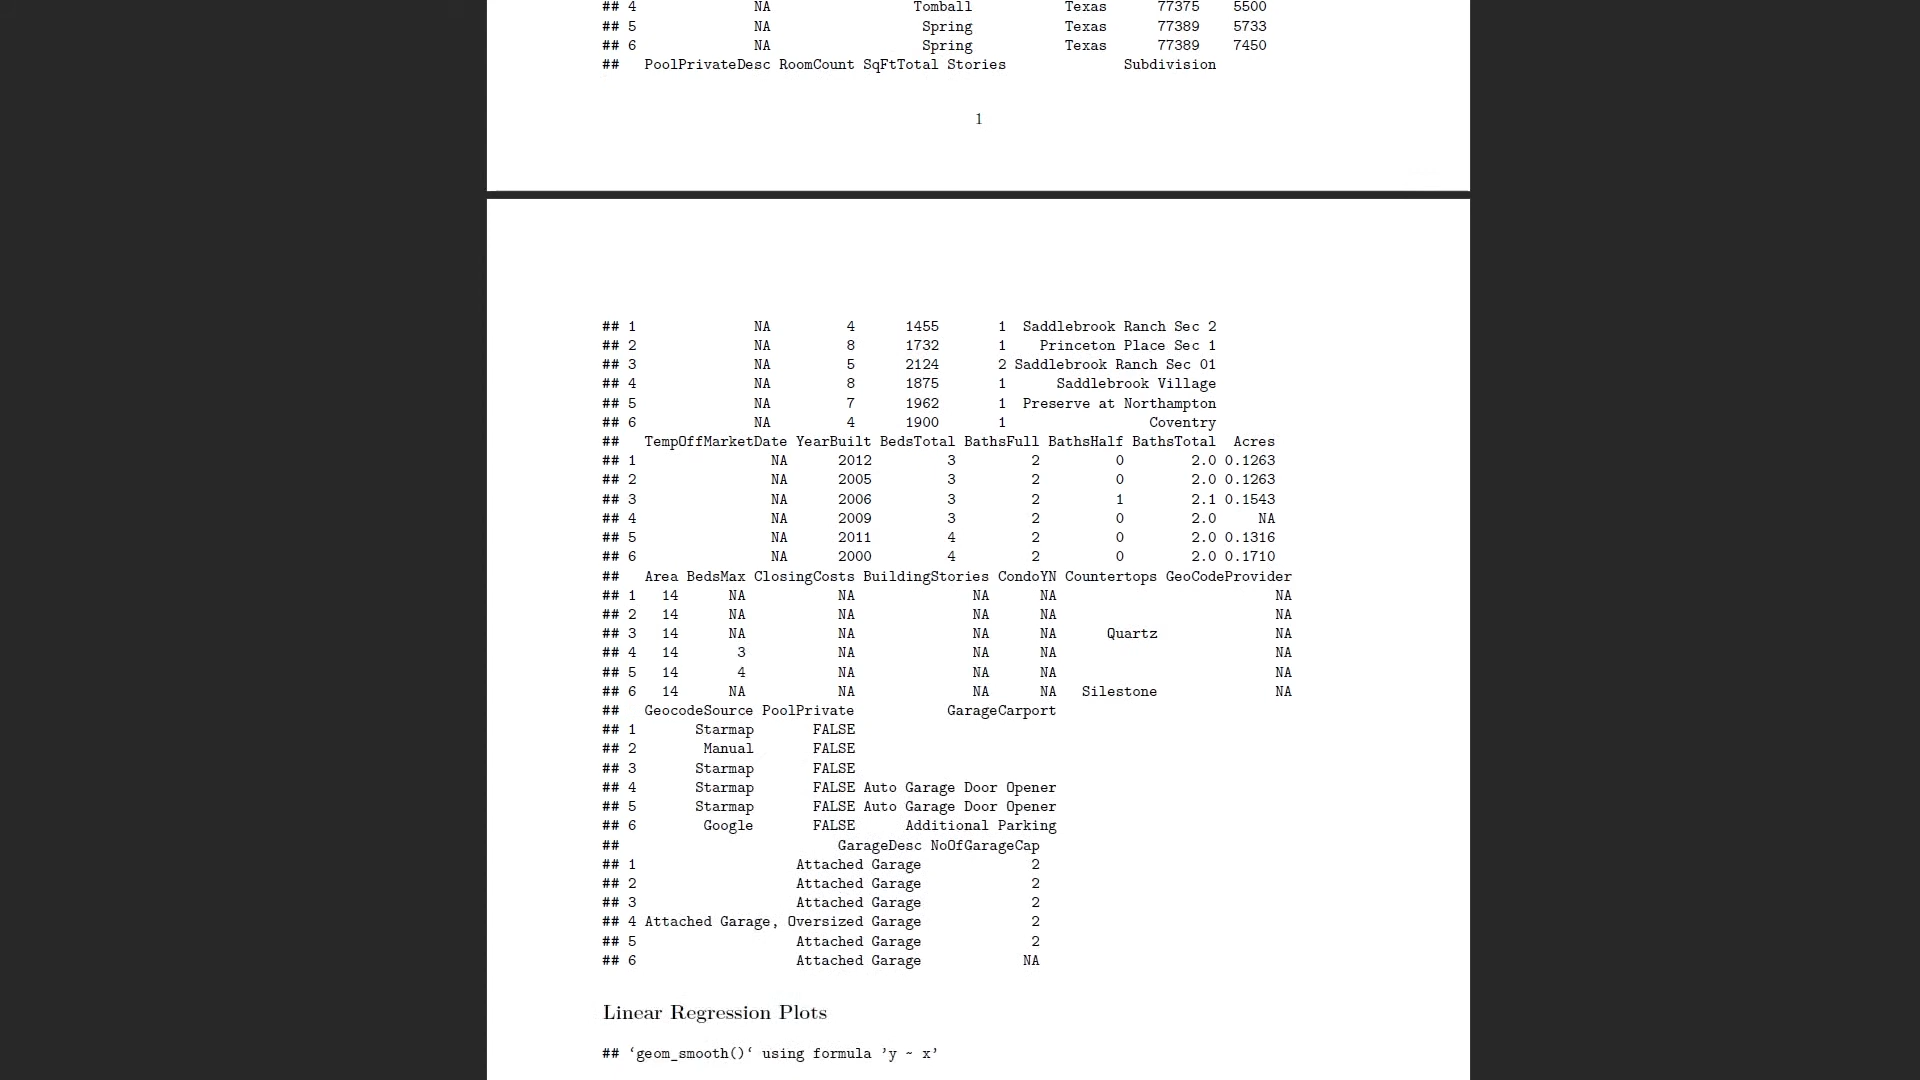 ## 4 NA Tomball Texas 77375 5500
## 5 NA Spring Texas 77389 5733
## 6 NA Spring Texas 77389 7450
## PoolPrivateDesc RoomCount SqFtTotal Stories Subdivision
1
## 1 NA 4 1455 1 Saddlebrook Ranch Sec 2
## 2 NA 8 1732 1 Princeton Place Sec 1
## 3 NA 5 2124 2 Saddlebrook Ranch Sec 01
## 4 NA 8 1875 1 Saddlebrook Village
## 5 NA 7 1962 1 Preserve at Northampton
## 6 NA 4 1900 1 Coventry
## TempOffMarketDate YearBuilt BedsTotal BathsFull BathsHalf BathsTotal Acres
## 1 NA 2012 3 2 0 2.0 0.1263
## 2 NA 2005 3 2 0 2.0 0.1263
## 3 NA 2006 3 2 1 2.1 0.1543
## 4 NA 2009 3 2 0 2.0 NA
## 5 NA 2011 4 2 0 2.0 0.1316
## 6 NA 2000 4 2 0 2.0 0.1710
## Area BedsMax ClosingCosts BuildingStories CondoYN Countertops GeoCodeProvider
## 1 14 NA NA NA NA NA
## 2 14 NA NA NA NA NA
## 3 14 NA NA NA NA Quartz NA
## 4 14 3 NA NA NA NA
## 5 14 4 NA NA NA NA
## 6 14 NA NA NA NA Silestone NA
## GeocodeSource PoolPrivate GarageCarport
## 1 Starmap FALSE
## 2 Manual FALSE
## 3 Starmap FALSE
## 4 Starmap FALSE Auto Garage Door Opener
## 5 Starmap FALSE Auto Garage Door Opener
## 6 Google FALSE Additional Parking
## GarageDesc NoOfGarageCap
## 1 Attached Garage 2
## 2 Attached Garage 2
## 3 Attached Garage 2
## 4 Attached Garage, Oversized Garage 2
## 5 Attached Garage 2
## 6 Attached Garage NA
Linear Regression Plots
## ‘geom_smooth()‘ using formula ’y ~ x’